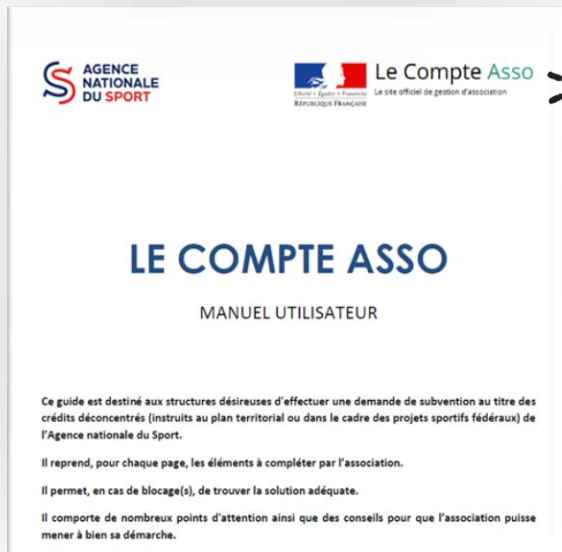 AGENCE
NATIONALE
DU SPORT
Liberté • Égalité • Fraternité
RÉPUBLIQUE FRANÇAISE
Le Compte Asso
Le site officiel de gestion d'association
LE COMPTE ASSO
MANUEL UTILISATEUR
Ce guide est destiné aux structures désireuses d'effectuer une demande de subvention au titre des
crédits déconcentrés (instruits au plan territorial ou dans le cadre des projets sportifs fédéraux) de
l'Agence nationale du Sport.
Il reprend, pour chaque page, les éléments à compléter par l'association.
Il permet, en cas de blocage(s), de trouver la solution adéquate.
Il comporte de nombreux points d'attention ainsi que des conseils pour que l'association puisse
mener à bien sa démarche.